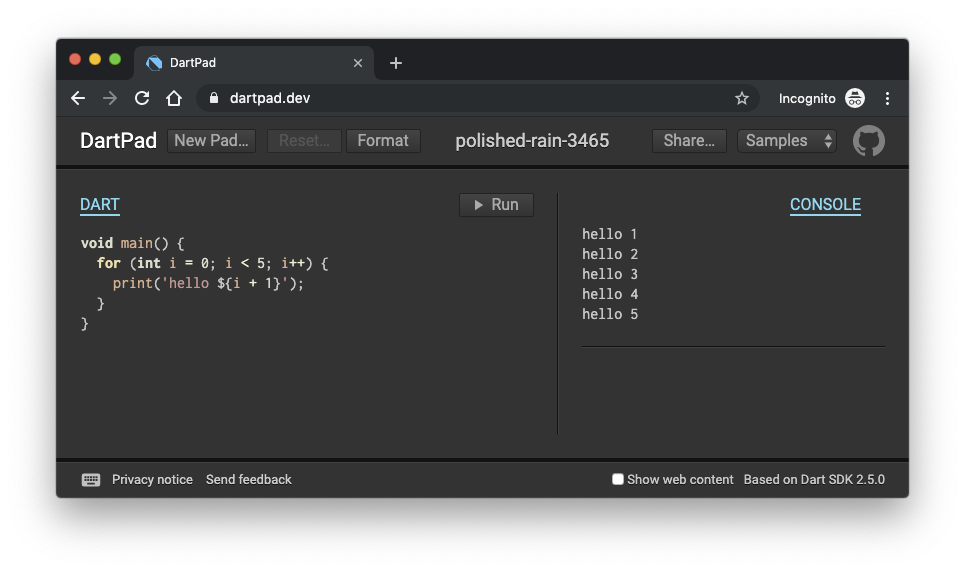 DartPad
dartpad.dev
Incognito
DartPad New Pad... Reset... Format polished-rain-3465 Share... Samples
DART
Run
void main() {
  for (int i = 0; i < 5; i++) {
    print('hello ${i + 1}');
  }
}
CONSOLE
hello 1
hello 2
hello 3
hello 4
hello 5
Privacy notice Send feedback
Show web content Based on Dart SDK 2.5.0